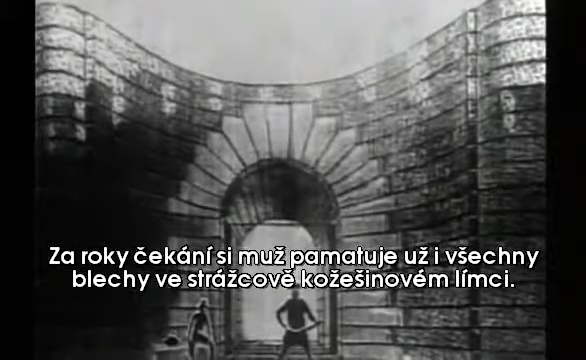 Za roky čekání si muž pamatuje už i všechny
blechy ve strážcově kožešinovém límci.